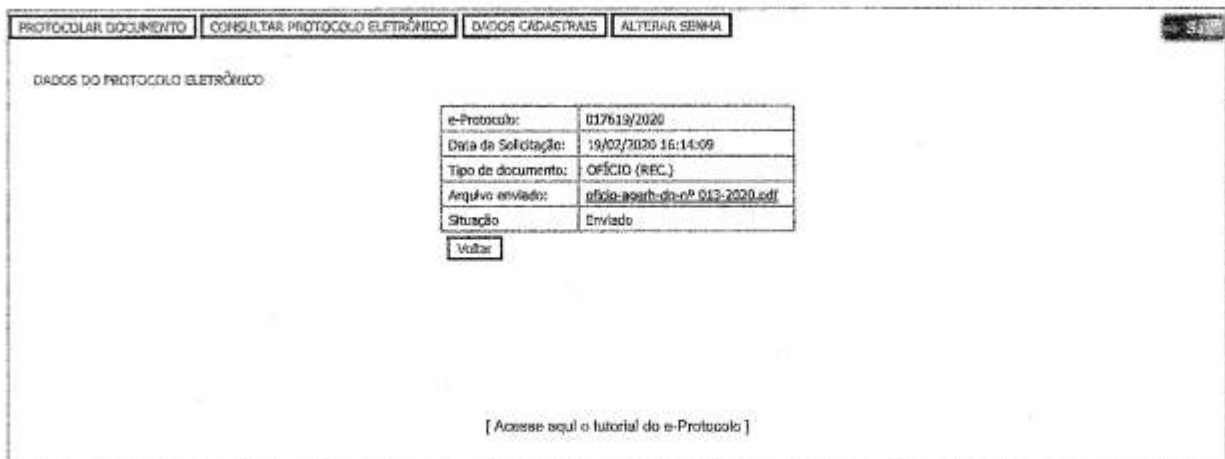 PROTOCOLAR DOCUMENTO CONSULTAR PROTOCOLO ELETRÔNICO DADOS CADASTRAIS ALTERAR SENHA
DADOS DO PROTOCOLO ELETRÔNICO
e-Protocolo: 017619/2020
Data da Solicitação: 19/02/2020 16:14:09
Tipo de documento: OFÍCIO (REC.)
Arquivo enviado: oficio-agerh-dp-nº 013-2020.pdf
Situação Enviado
Voltar
[ Acesse aqui o tutorial do e-Protocolo ]